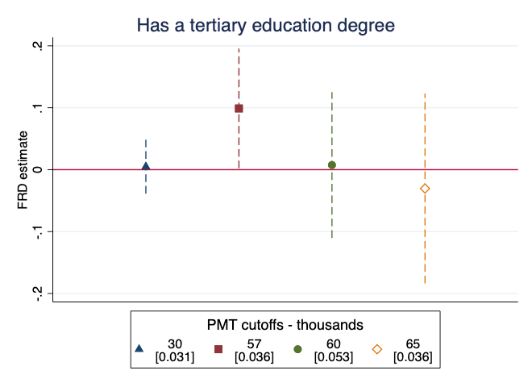 Has a tertiary education degree
.2
.1
0
-.1
-.2
FRD estimate
PMT cutoffs - thousands
30 57 60 65
[0.031] [0.036] [0.053] [0.036]